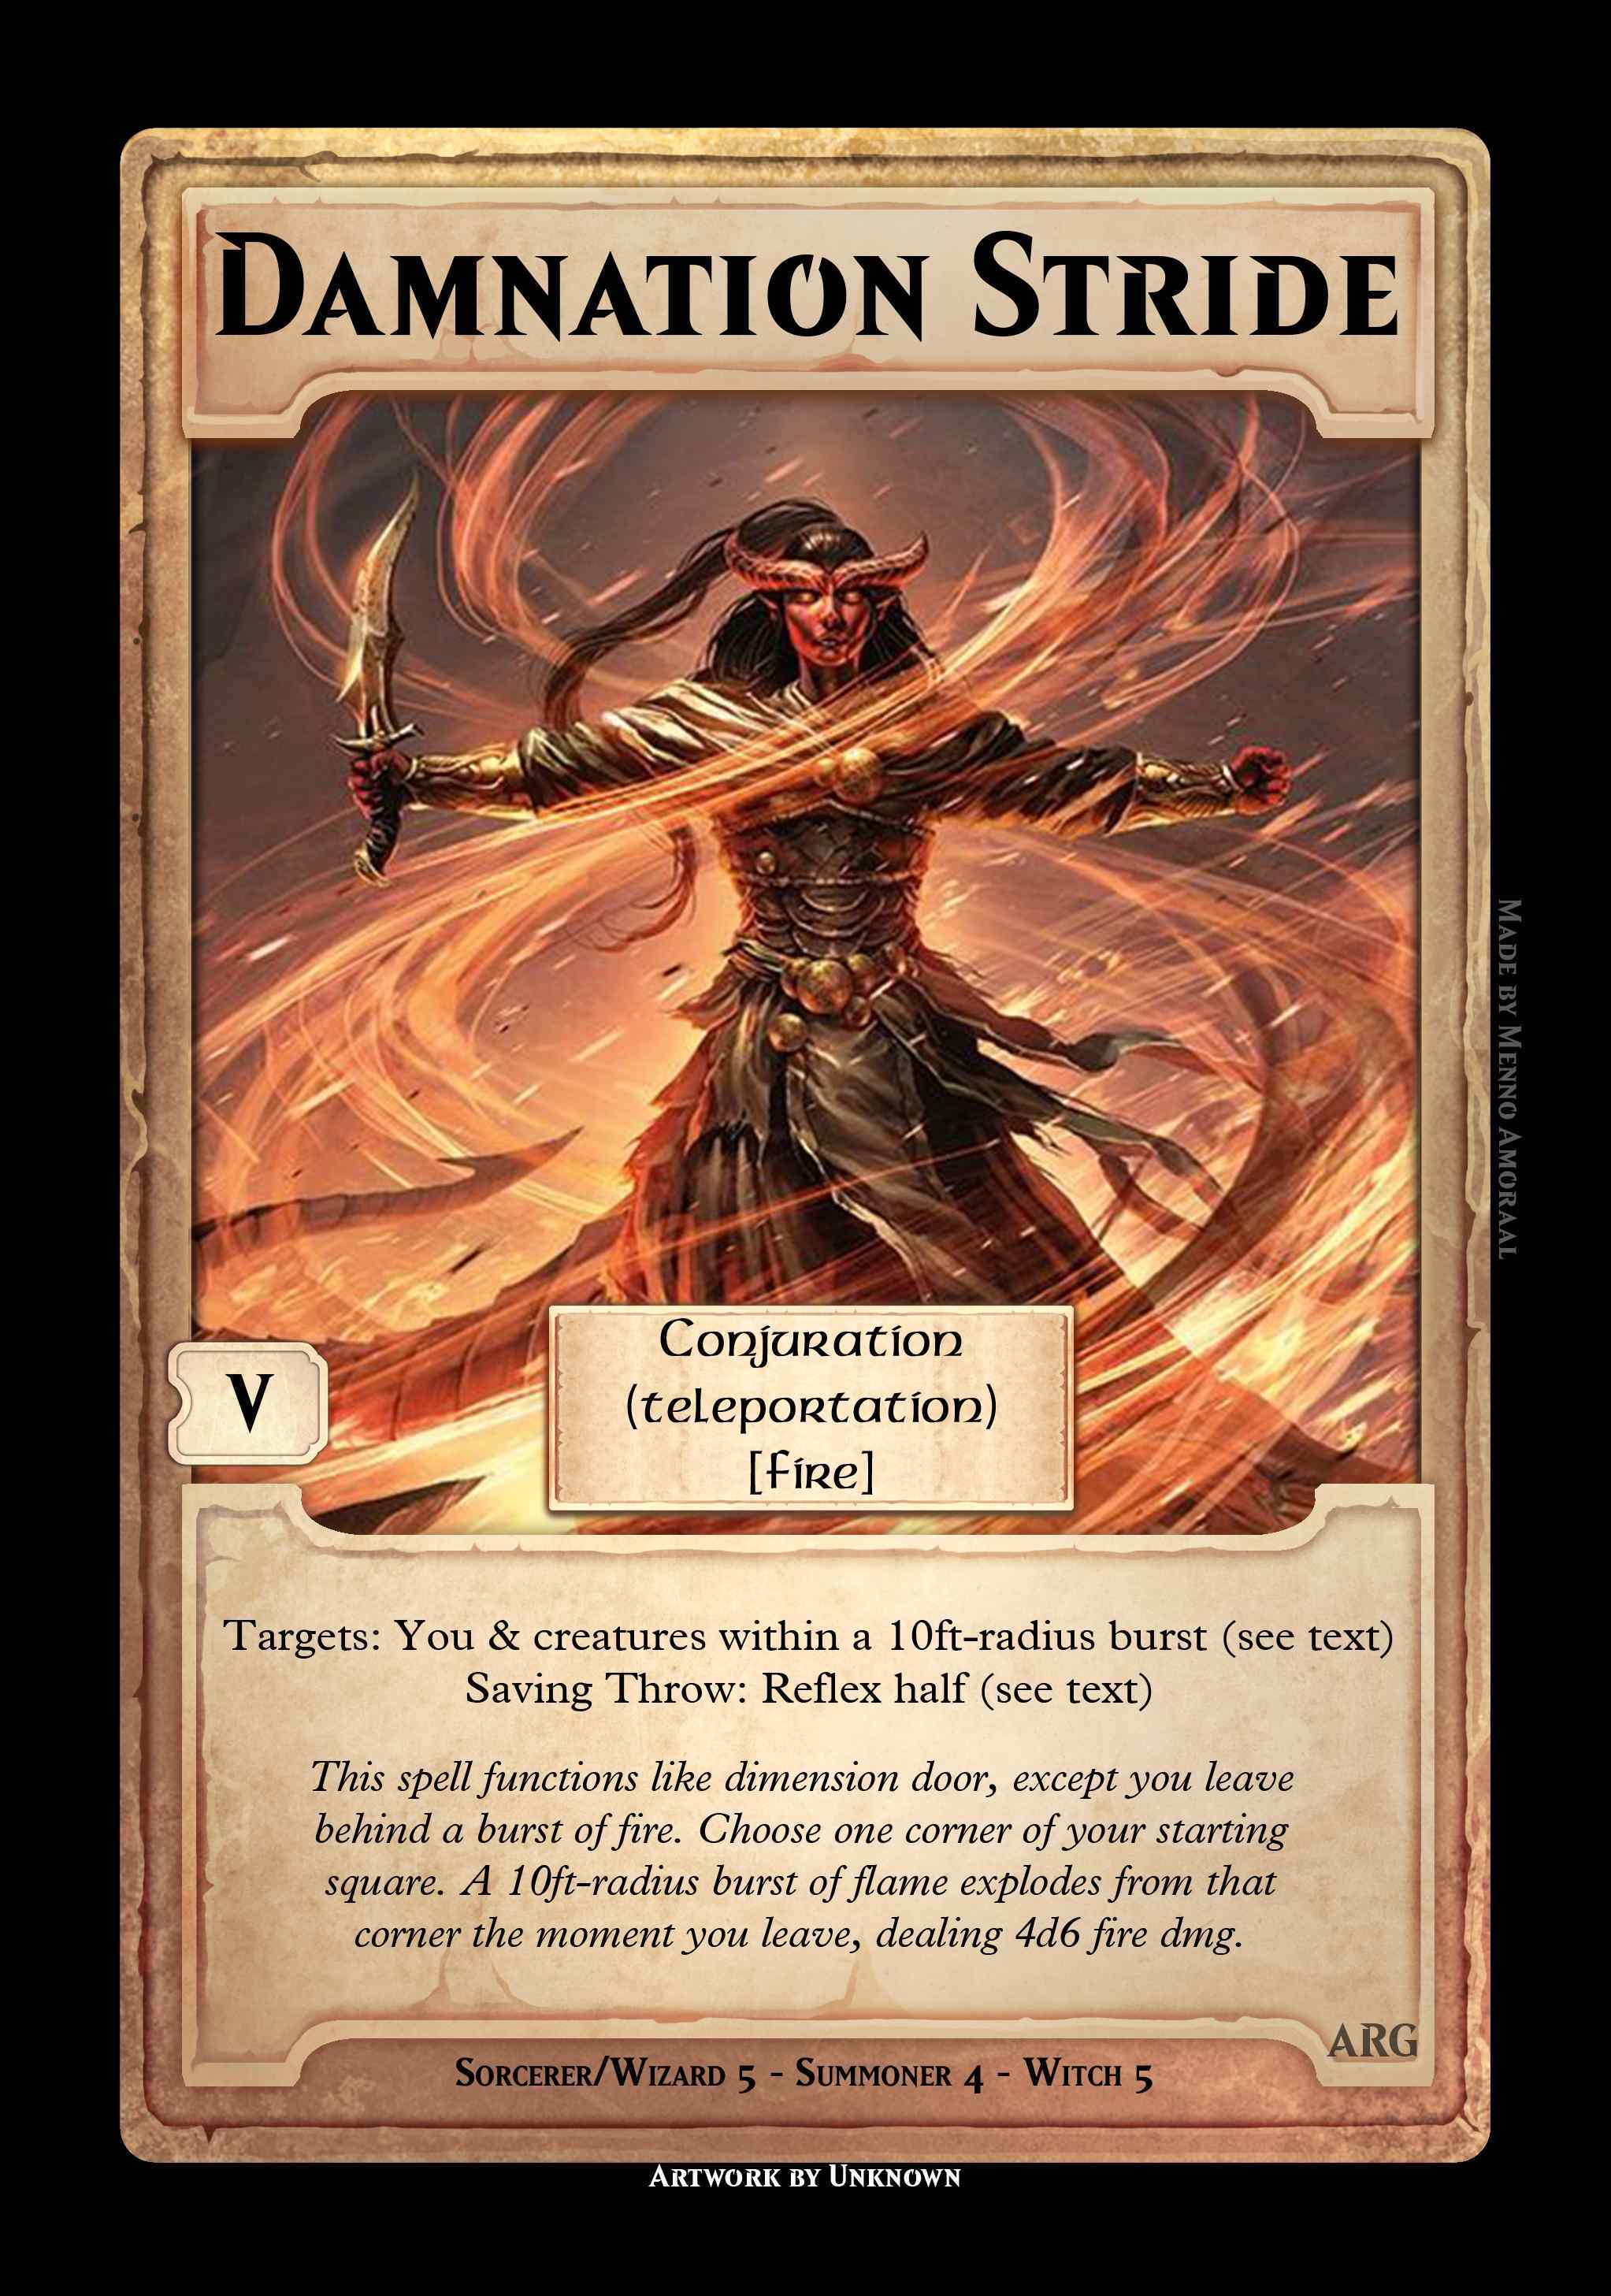 Damnation Stride
Conjuration
(teleportation)
[fire]
V
Targets: You & creatures within a 10ft-radius burst (see text)
Saving Throw: Reflex half (see text)
This spell functions like dimension door, except you leave
behind a burst of fire. Choose one corner of your starting
square. A 10ft-radius burst of flame explodes from that
corner the moment you leave, dealing 4d6 fire dmg.
ARG
Sorcerer/Wizard 5 - Summoner 4 - Witch 5
Artwork by Unknown
Made by Menno Amoraal